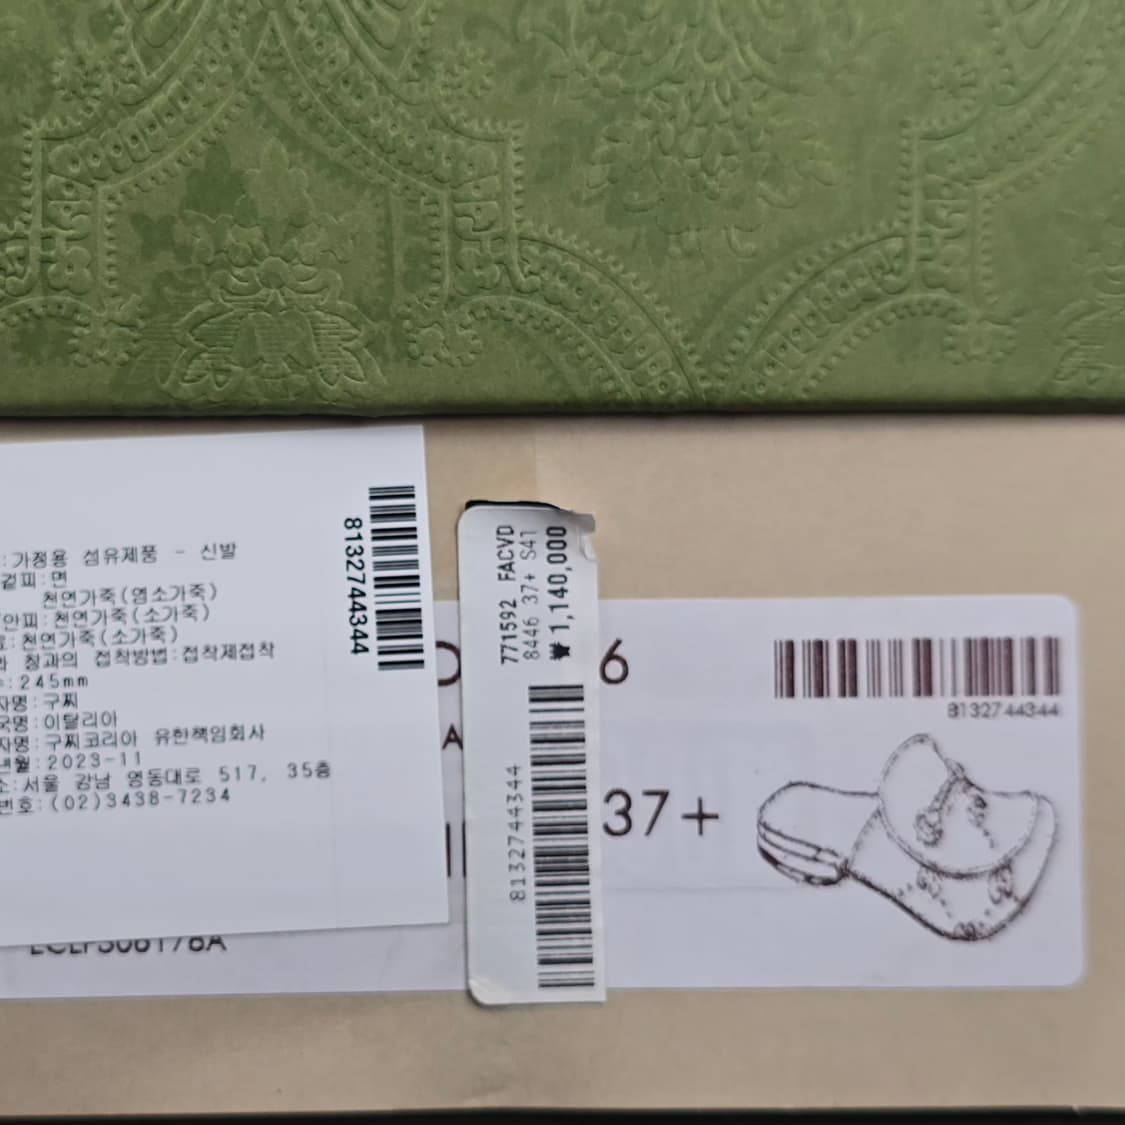 :가정용 섬유제품 - 신발
겉피:면
천연가죽(염소가죽)
안피:천연가죽(소가죽)
:천연가죽(소가죽)
창과의 접착방법:접착제접착
:245mm
자명:구찌
국명:이탈리아
자명:구찌코리아 유한책임회사
년월:2023-11
소:서울 강남 영동대로 517, 35층
번호:(02)3438-7234
8132744344
771592 FACVD
8446 37+ S41
₩1,140,000
8132744344
6
A
37+
8132744344